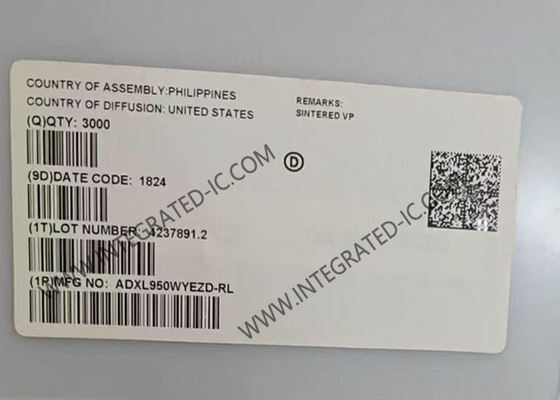 COUNTRY OF ASSEMBLY:PHILIPPINES
COUNTRY OF DIFFUSION: UNITED STATES
REMARKS:
SINTERED VP
(Q)QTY: 3000
D
(9D)DATE CODE: 1824
(1T)LOT NUMBER: 4237891.2
(1P)MFG NO: ADXL950WYEZD-RL
WWW.INTEGRATED-IC.COM
WWW.INTEGRATED-IC.COM